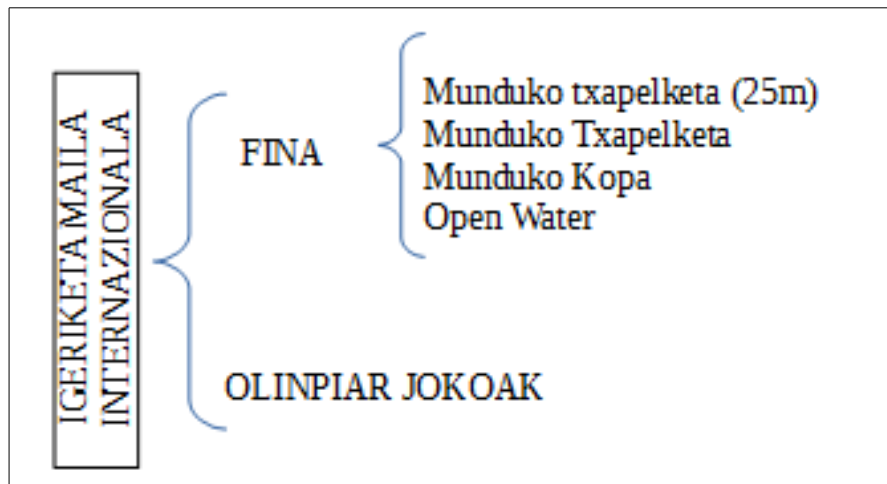 IGERIKETA MAILA
INTERNAZIONALA
FINA
Munduko txapelketa (25m)
Munduko Txapelketa
Munduko Kopa
Open Water
OLINPIAR JOKOAK